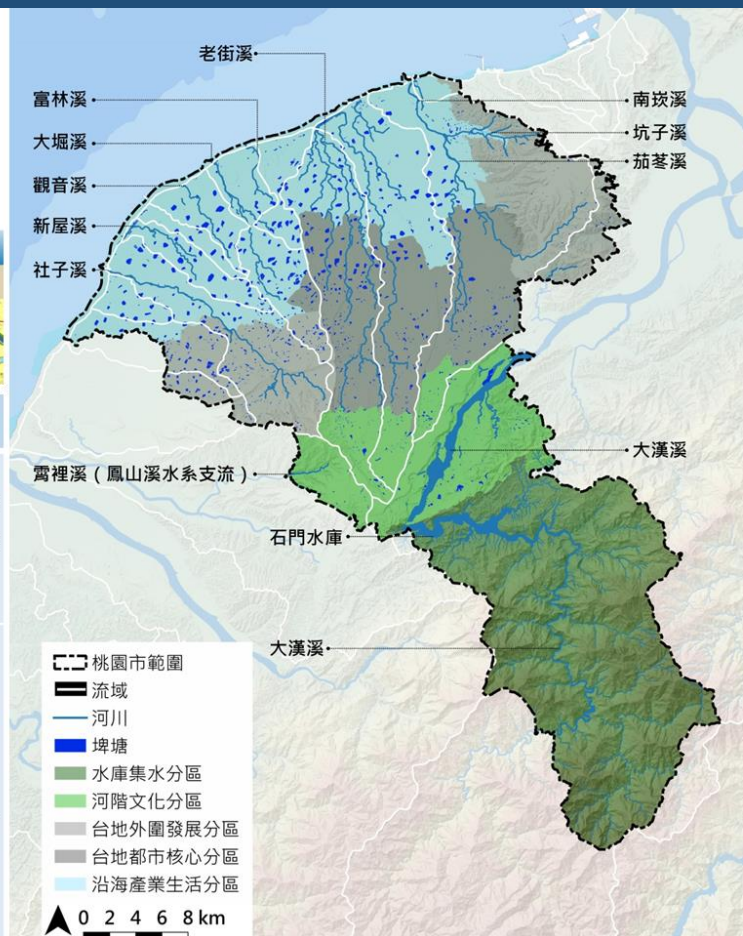 老街溪
富林溪
大堀溪
觀音溪
新屋溪
社子溪
南崁溪
坑子溪
茄苳溪
霄裡溪（鳳山溪水系支流）
石門水庫
大漢溪
大漢溪
桃園市範圍
流域
河川
埤塘
水庫集水分區
河階文化分區
台地外圍發展分區
台地都市核心分區
沿海產業生活分區
0 2 4 6 8 km